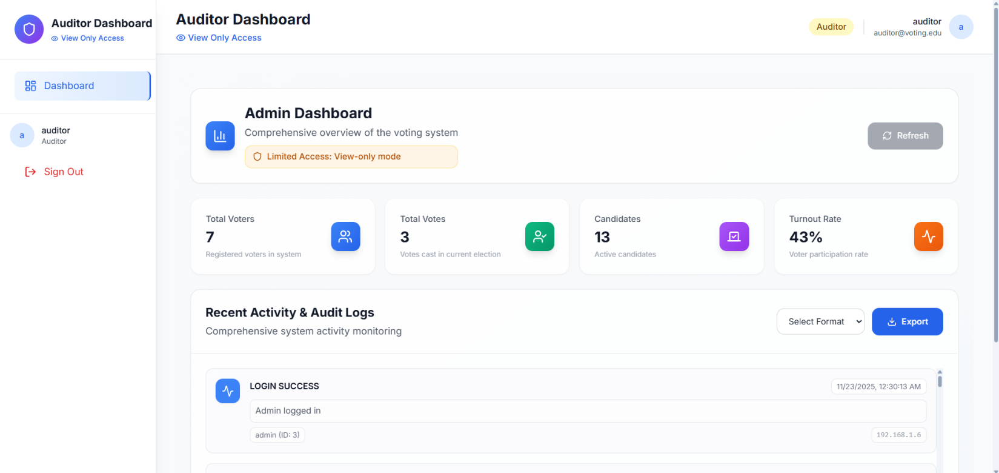 Auditor Dashboard
View Only Access
Dashboard
a
auditor
Auditor
Sign Out
Auditor Dashboard
View Only Access
Auditor
auditor
auditor@voting.edu
a
Admin Dashboard
Comprehensive overview of the voting system
Limited Access: View-only mode
Refresh
Total Voters
7
Registered voters in system
Total Votes
3
Votes cast in current election
Candidates
13
Active candidates
Turnout Rate
43%
Voter participation rate
Recent Activity & Audit Logs
Comprehensive system activity monitoring
Select Format
Export
LOGIN SUCCESS
11/23/2025, 12:30:13 AM
Admin logged in
admin (ID: 3)
192.168.1.6